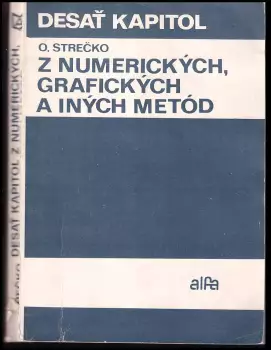 DESAŤ KAPITOL
O. STREČKO
Z NUMERICKÝCH,
GRAFICKÝCH
A INÝCH METÓD
alfa
DESAŤ KAPITOL Z NUMERICKÝCH,